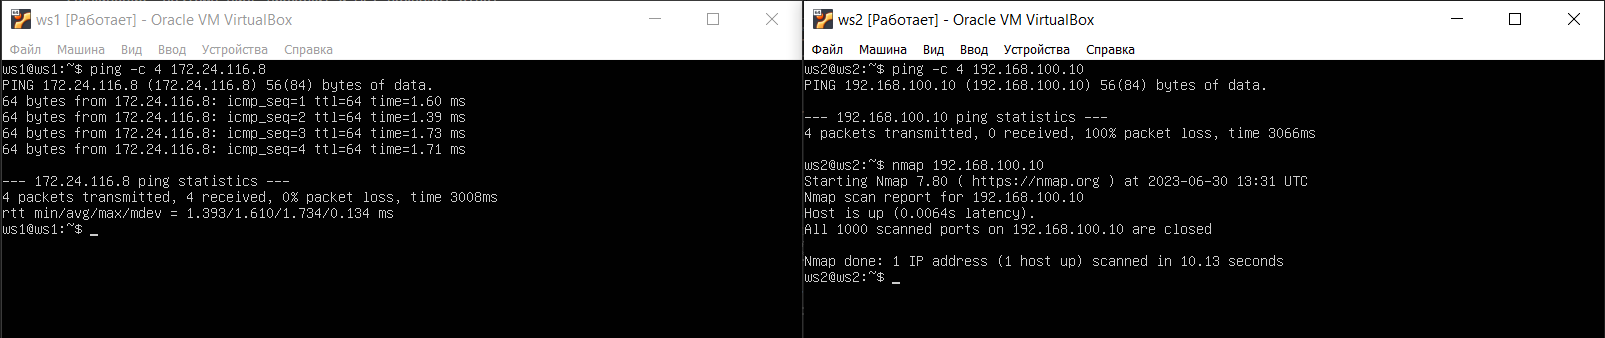 ws1 [Работает] - Oracle VM VirtualBox
Файл Машина Вид Ввод Устройства Справка
ws1@ws1:~$ ping -c 4 172.24.116.8
PING 172.24.116.8 (172.24.116.8) 56(84) bytes of data.
64 bytes from 172.24.116.8: icmp_seq=1 ttl=64 time=1.60 ms
64 bytes from 172.24.116.8: icmp_seq=2 ttl=64 time=1.39 ms
64 bytes from 172.24.116.8: icmp_seq=3 ttl=64 time=1.73 ms
64 bytes from 172.24.116.8: icmp_seq=4 ttl=64 time=1.71 ms
--- 172.24.116.8 ping statistics ---
4 packets transmitted, 4 received, 0% packet loss, time 3008ms
rtt min/avg/max/mdev = 1.393/1.610/1.734/0.134 ms
ws1@ws1:~$ _
ws2 [Работает] - Oracle VM VirtualBox
Файл Машина Вид Ввод Устройства Справка
ws2@ws2:~$ ping -c 4 192.168.100.10
PING 192.168.100.10 (192.168.100.10) 56(84) bytes of data.
--- 192.168.100.10 ping statistics ---
4 packets transmitted, 0 received, 100% packet loss, time 3066ms
ws2@ws2:~$ nmap 192.168.100.10
Starting Nmap 7.80 ( https://nmap.org ) at 2023-06-30 13:31 UTC
Nmap scan report for 192.168.100.10
Host is up (0.0064s latency).
All 1000 scanned ports on 192.168.100.10 are closed
Nmap done: 1 IP address (1 host up) scanned in 10.13 seconds
ws2@ws2:~$ _